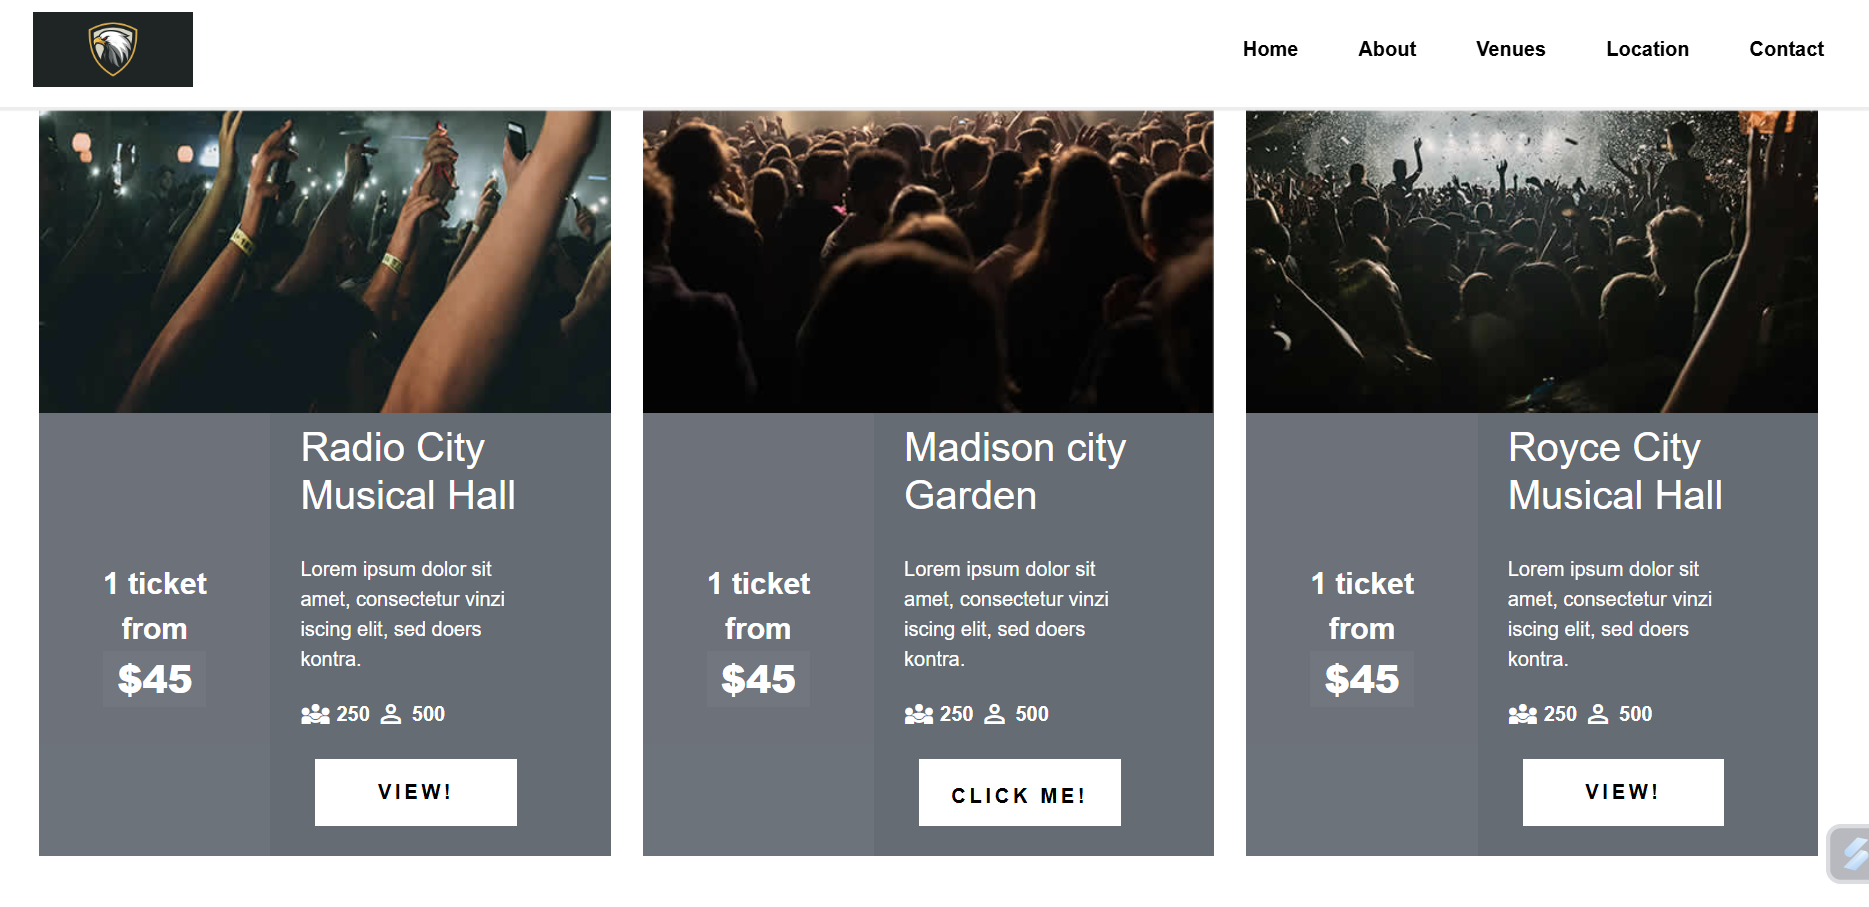 Home About Venues Location Contact
Radio City
Musical Hall
1 ticket
from
$45
Lorem ipsum dolor sit
amet, consectetur vinzi
iscing elit, sed doers
kontra.
250 500
VIEW!
Madison city
Garden
1 ticket
from
$45
Lorem ipsum dolor sit
amet, consectetur vinzi
iscing elit, sed doers
kontra.
250 500
CLICK ME!
Royce City
Musical Hall
1 ticket
from
$45
Lorem ipsum dolor sit
amet, consectetur vinzi
iscing elit, sed doers
kontra.
250 500
VIEW!